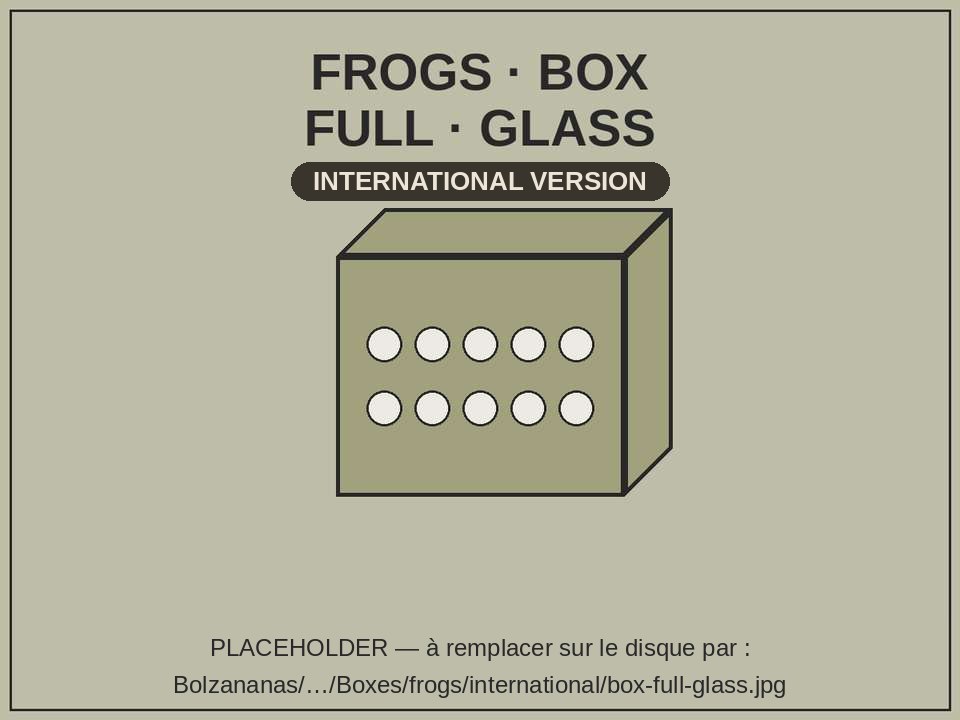 FROGS · BOX
FULL · GLASS
INTERNATIONAL VERSION
PLACEHOLDER — à remplacer sur le disque par :
Bolzananas/…/Boxes/frogs/international/box-full-glass.jpg